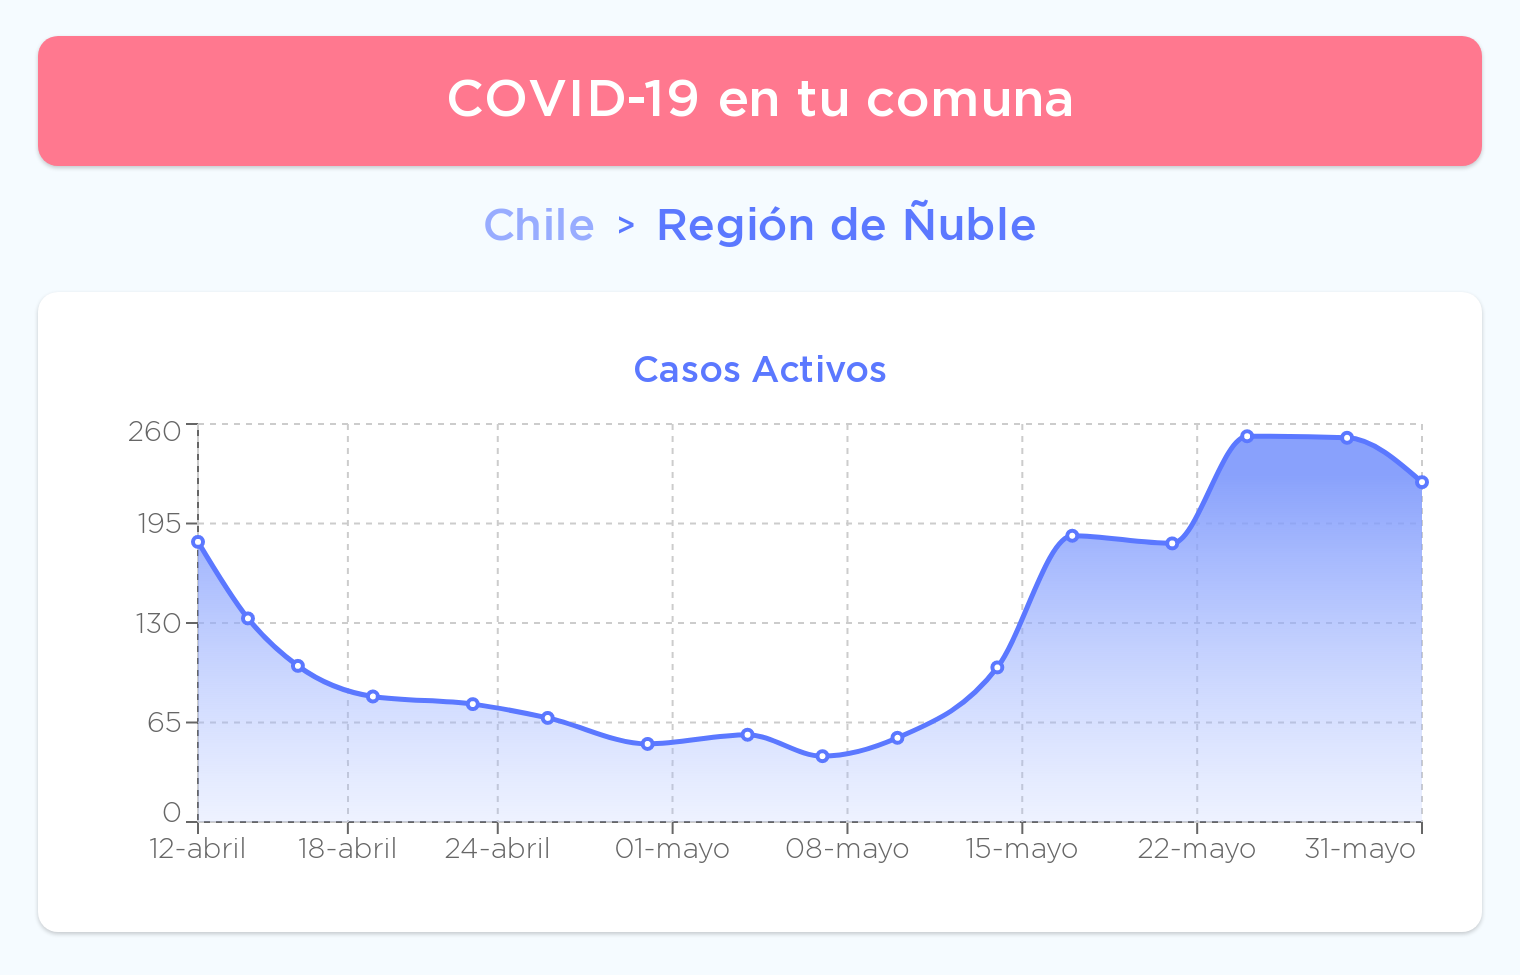 COVID-19 en tu comuna
Chile > Región de Ñuble
Casos Activos
260
195
130
65
0
12-abril 18-abril 24-abril 01-mayo 08-mayo 15-mayo 22-mayo 31-mayo